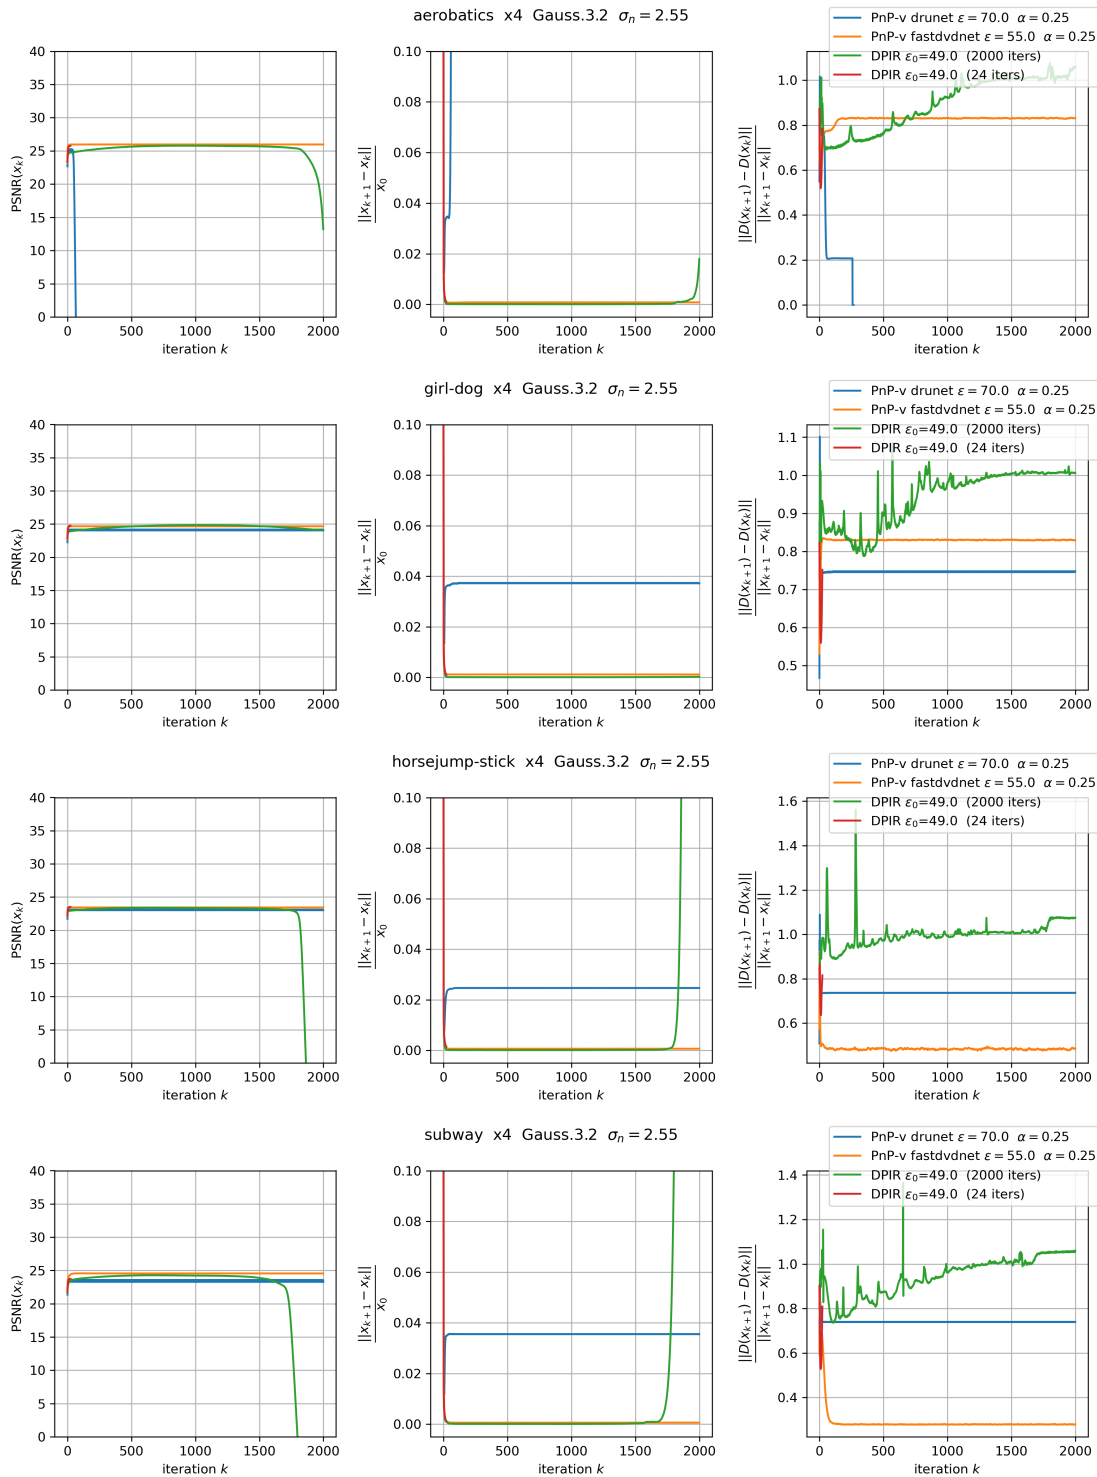 aerobatics x4 Gauss.3.2 σₙ = 2.55
PSNR(xₖ)
40
35
30
25
20
15
10
5
0
0 500 1000 1500 2000
iteration k
||xₖ₊₁ − xₖ||
x₀
0.10
0.08
0.06
0.04
0.02
0.00
0 500 1000 1500 2000
iteration k
PnP-v drunet ε = 70.0 α = 0.25
PnP-v fastdvdnet ε = 55.0 α = 0.25
DPIR ε₀=49.0 (2000 iters)
DPIR ε₀=49.0 (24 iters)
||D(xₖ₊₁) − D(xₖ)||
||xₖ₊₁ − xₖ||
1.0
0.8
0.6
0.4
0.2
0.0
0 500 1000 1500 2000
iteration k
girl-dog x4 Gauss.3.2 σₙ = 2.55
PSNR(xₖ)
40
35
30
25
20
15
10
5
0
0 500 1000 1500 2000
iteration k
||xₖ₊₁ − xₖ||
x₀
0.10
0.08
0.06
0.04
0.02
0.00
0 500 1000 1500 2000
iteration k
PnP-v drunet ε = 70.0 α = 0.25
PnP-v fastdvdnet ε = 55.0 α = 0.25
DPIR ε₀=49.0 (2000 iters)
DPIR ε₀=49.0 (24 iters)
||D(xₖ₊₁) − D(xₖ)||
||xₖ₊₁ − xₖ||
1.1
1.0
0.9
0.8
0.7
0.6
0.5
0 500 1000 1500 2000
iteration k
horsejump-stick x4 Gauss.3.2 σₙ = 2.55
PSNR(xₖ)
40
35
30
25
20
15
10
5
0
0 500 1000 1500 2000
iteration k
||xₖ₊₁ − xₖ||
x₀
0.10
0.08
0.06
0.04
0.02
0.00
0 500 1000 1500 2000
iteration k
PnP-v drunet ε = 70.0 α = 0.25
PnP-v fastdvdnet ε = 55.0 α = 0.25
DPIR ε₀=49.0 (2000 iters)
DPIR ε₀=49.0 (24 iters)
||D(xₖ₊₁) − D(xₖ)||
||xₖ₊₁ − xₖ||
1.6
1.4
1.2
1.0
0.8
0.6
0 500 1000 1500 2000
iteration k
subway x4 Gauss.3.2 σₙ = 2.55
PSNR(xₖ)
40
35
30
25
20
15
10
5
0
0 500 1000 1500 2000
iteration k
||xₖ₊₁ − xₖ||
x₀
0.10
0.08
0.06
0.04
0.02
0.00
0 500 1000 1500 2000
iteration k
PnP-v drunet ε = 70.0 α = 0.25
PnP-v fastdvdnet ε = 55.0 α = 0.25
DPIR ε₀=49.0 (2000 iters)
DPIR ε₀=49.0 (24 iters)
||D(xₖ₊₁) − D(xₖ)||
||xₖ₊₁ − xₖ||
1.4
1.2
1.0
0.8
0.6
0.4
0 500 1000 1500 2000
iteration k